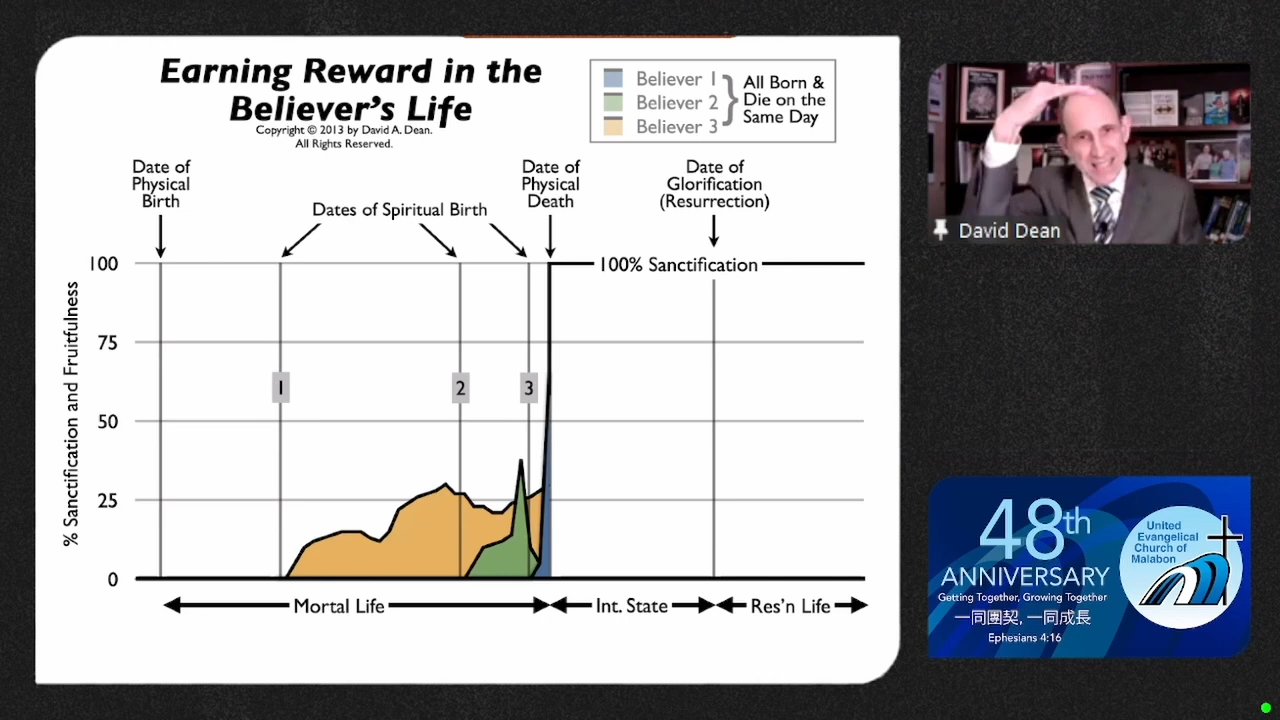 Earning Reward in the
Believer's Life
Copyright © 2013 by David A. Dean.
All Rights Reserved.
Believer 1
Believer 2
Believer 3
All Born &
Die on the
Same Day
Date of
Physical
Birth
Dates of Spiritual Birth
Date of
Physical
Death
Date of
Glorification
(Resurrection)
% Sanctification and Fruitfulness
100
75
50
25
0
100% Sanctification
1
2
3
Mortal Life
Int. State
Res'n Life
David Dean
48th
ANNIVERSARY
Getting Together, Growing Together
一同團契, 一同成長
Ephesians 4:16
United
Evangelical
Church of
Malabon